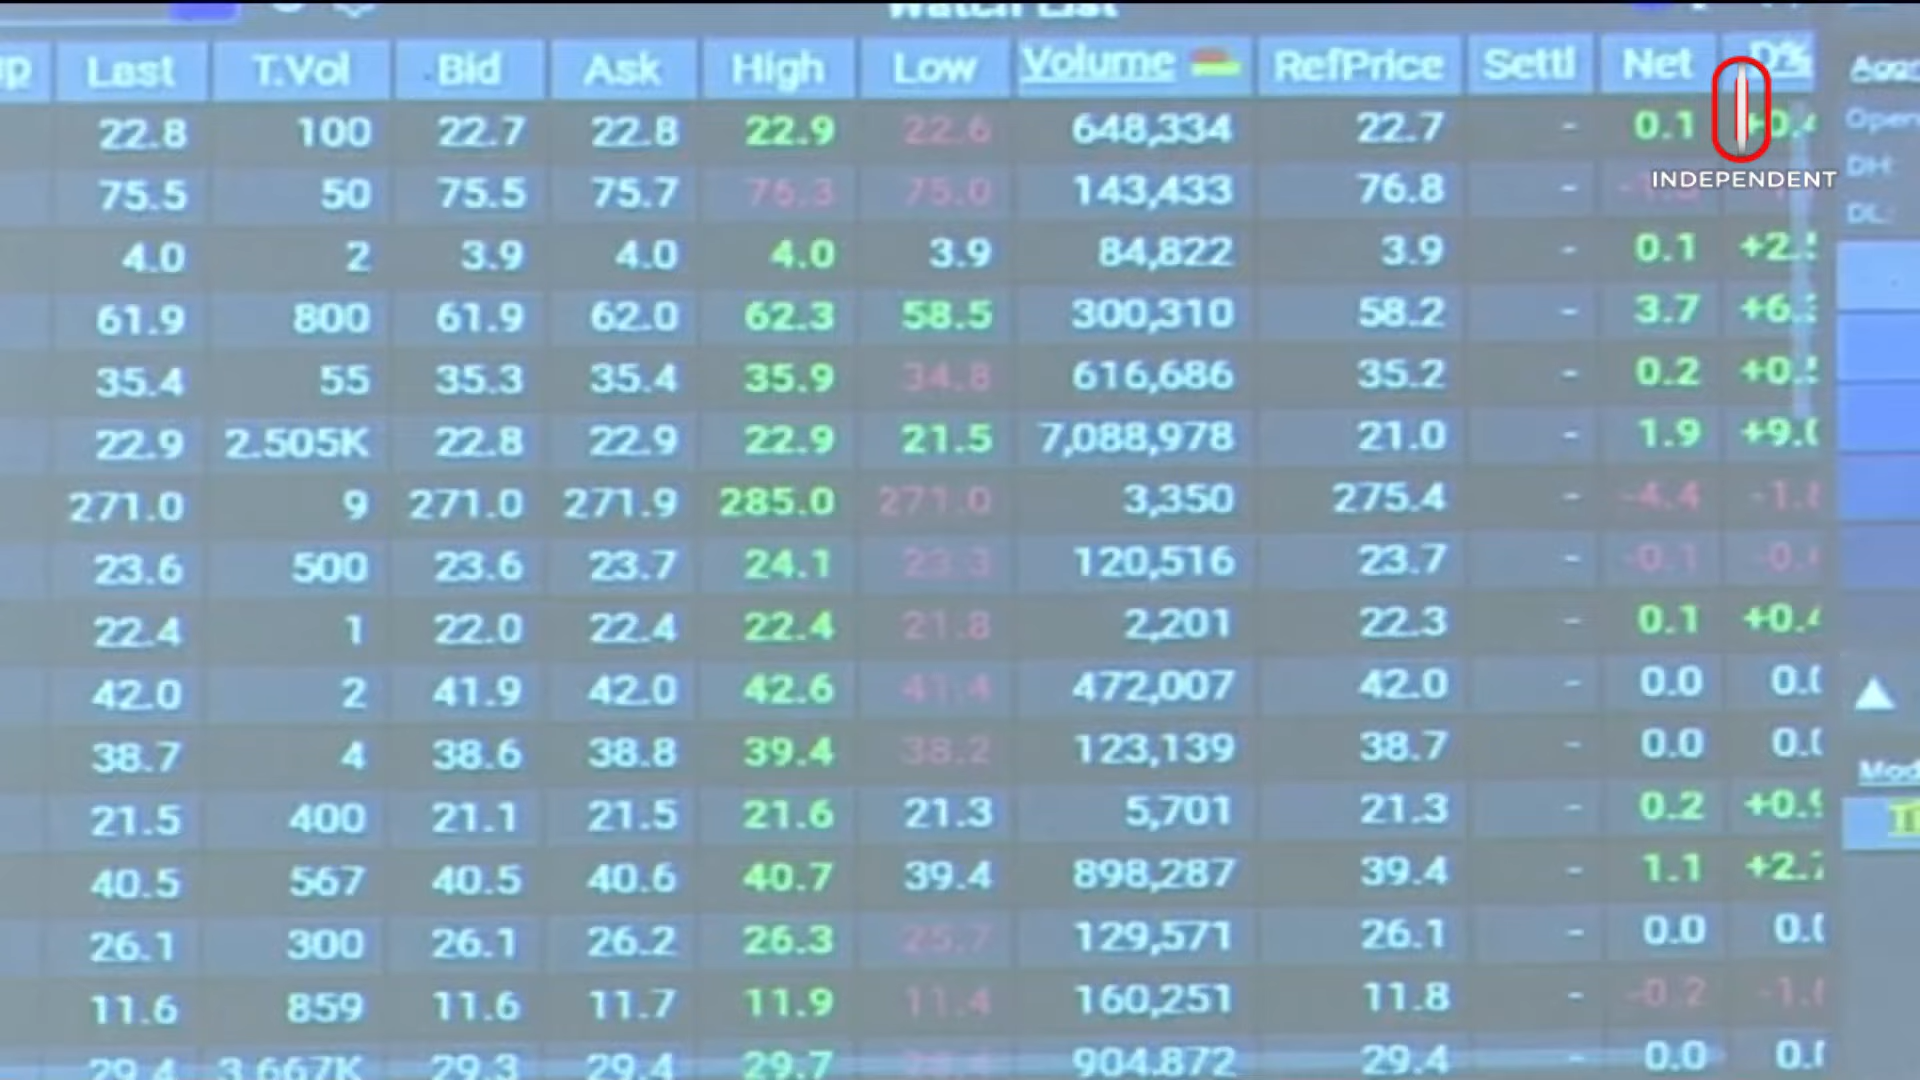 Watch List
Last T.Vol Bid Ask High Low Volume RefPrice Settl Net D%
22.8 100 22.7 22.8 22.9 22.6 648,334 22.7 - 0.1
75.5 50 75.5 75.7 76.3 75.0 143,433 76.8 -
4.0 2 3.9 4.0 4.0 3.9 84,822 3.9 - 0.1
61.9 800 61.9 62.0 62.3 58.5 300,310 58.2 - 3.7
35.4 55 35.3 35.4 35.9 34.8 616,686 35.2 - 0.2
22.9 2.505K 22.8 22.9 22.9 21.5 7,088,978 21.0 - 1.9
271.0 9 271.0 271.9 285.0 271.0 3,350 275.4 - -4.4
23.6 500 23.6 23.7 24.1 23.3 120,516 23.7 - -0.1
22.4 1 22.0 22.4 22.4 21.8 2,201 22.3 - 0.1
42.0 2 41.9 42.0 42.6 41.4 472,007 42.0 - 0.0
38.7 4 38.6 38.8 39.4 38.2 123,139 38.7 - 0.0
21.5 400 21.1 21.5 21.6 21.3 5,701 21.3 - 0.2
40.5 567 40.5 40.6 40.7 39.4 898,287 39.4 - 1.1
26.1 300 26.1 26.2 26.3 25.7 129,571 26.1 - 0.0
11.6 859 11.6 11.7 11.9 11.4 160,251 11.8 - -0.2
29.4 3.667K 29.3 29.4 29.7 904,872 29.4 - 0.0
INDEPENDENT
DH:
DL: